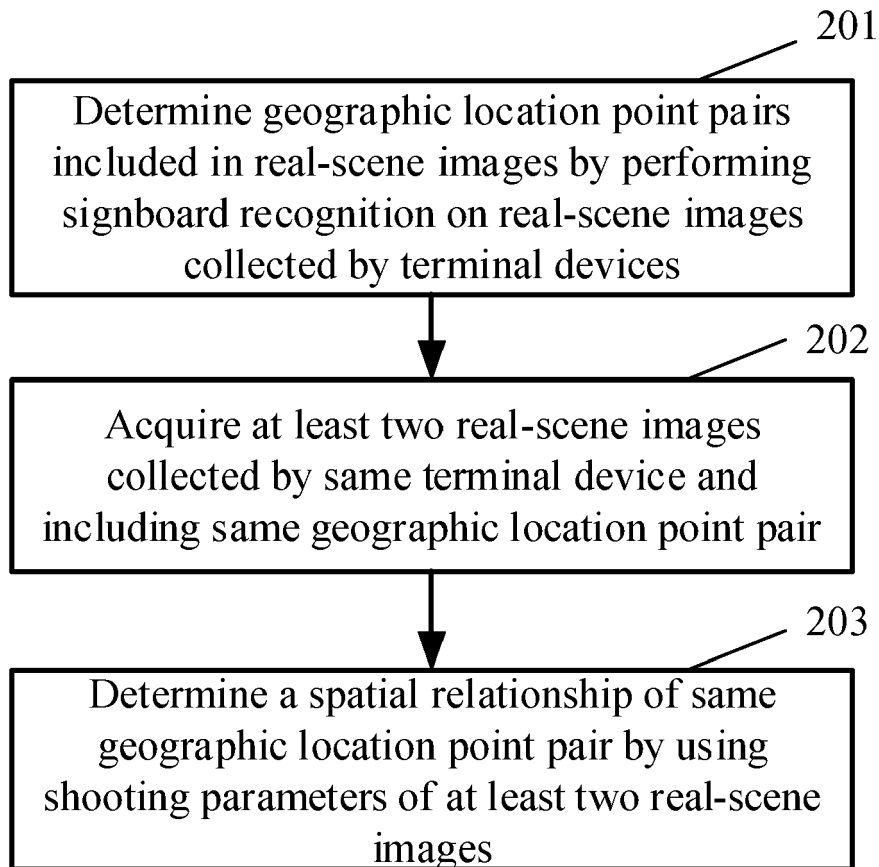 201
Determine geographic location point pairs
included in real-scene images by performing
signboard recognition on real-scene images
collected by terminal devices
202
Acquire at least two real-scene images
collected by same terminal device and
including same geographic location point pair
203
Determine a spatial relationship of same
geographic location point pair by using
shooting parameters of at least two real-scene
images